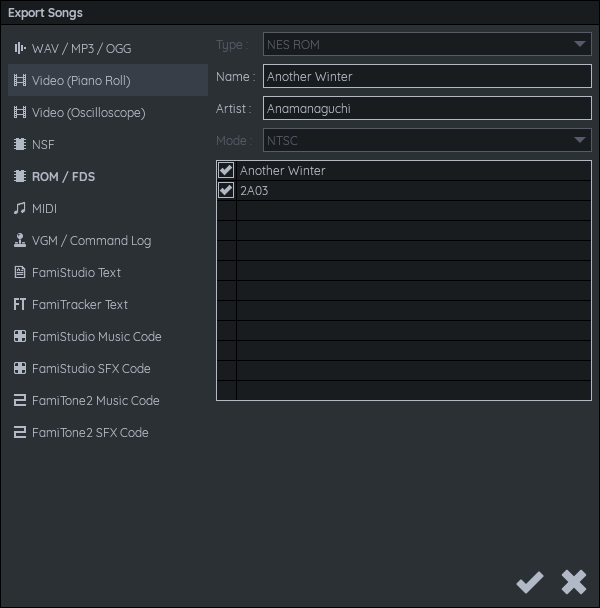 Export Songs
WAV / MP3 / OGG
Video (Piano Roll)
Video (Oscilloscope)
NSF
ROM / FDS
MIDI
VGM / Command Log
FamiStudio Text
FT FamiTracker Text
FamiStudio Music Code
FamiStudio SFX Code
FamiTone2 Music Code
FamiTone2 SFX Code
Type : NES ROM
Name : Another Winter
Artist : Anamanaguchi
Mode : NTSC
Another Winter
2A03